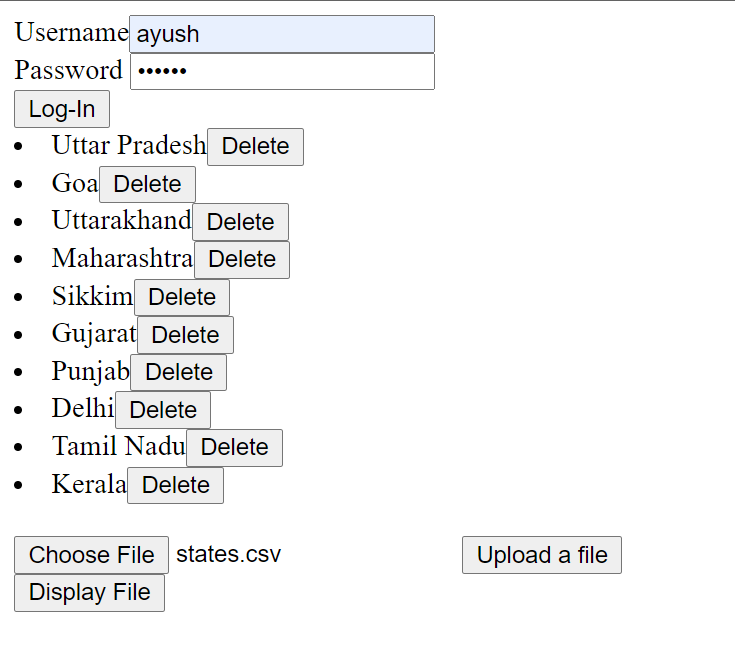 Username ayush
Password ••••••
Log-In
• Uttar Pradesh Delete
• Goa Delete
• Uttarakhand Delete
• Maharashtra Delete
• Sikkim Delete
• Gujarat Delete
• Punjab Delete
• Delhi Delete
• Tamil Nadu Delete
• Kerala Delete
Choose File states.csv Upload a file
Display File